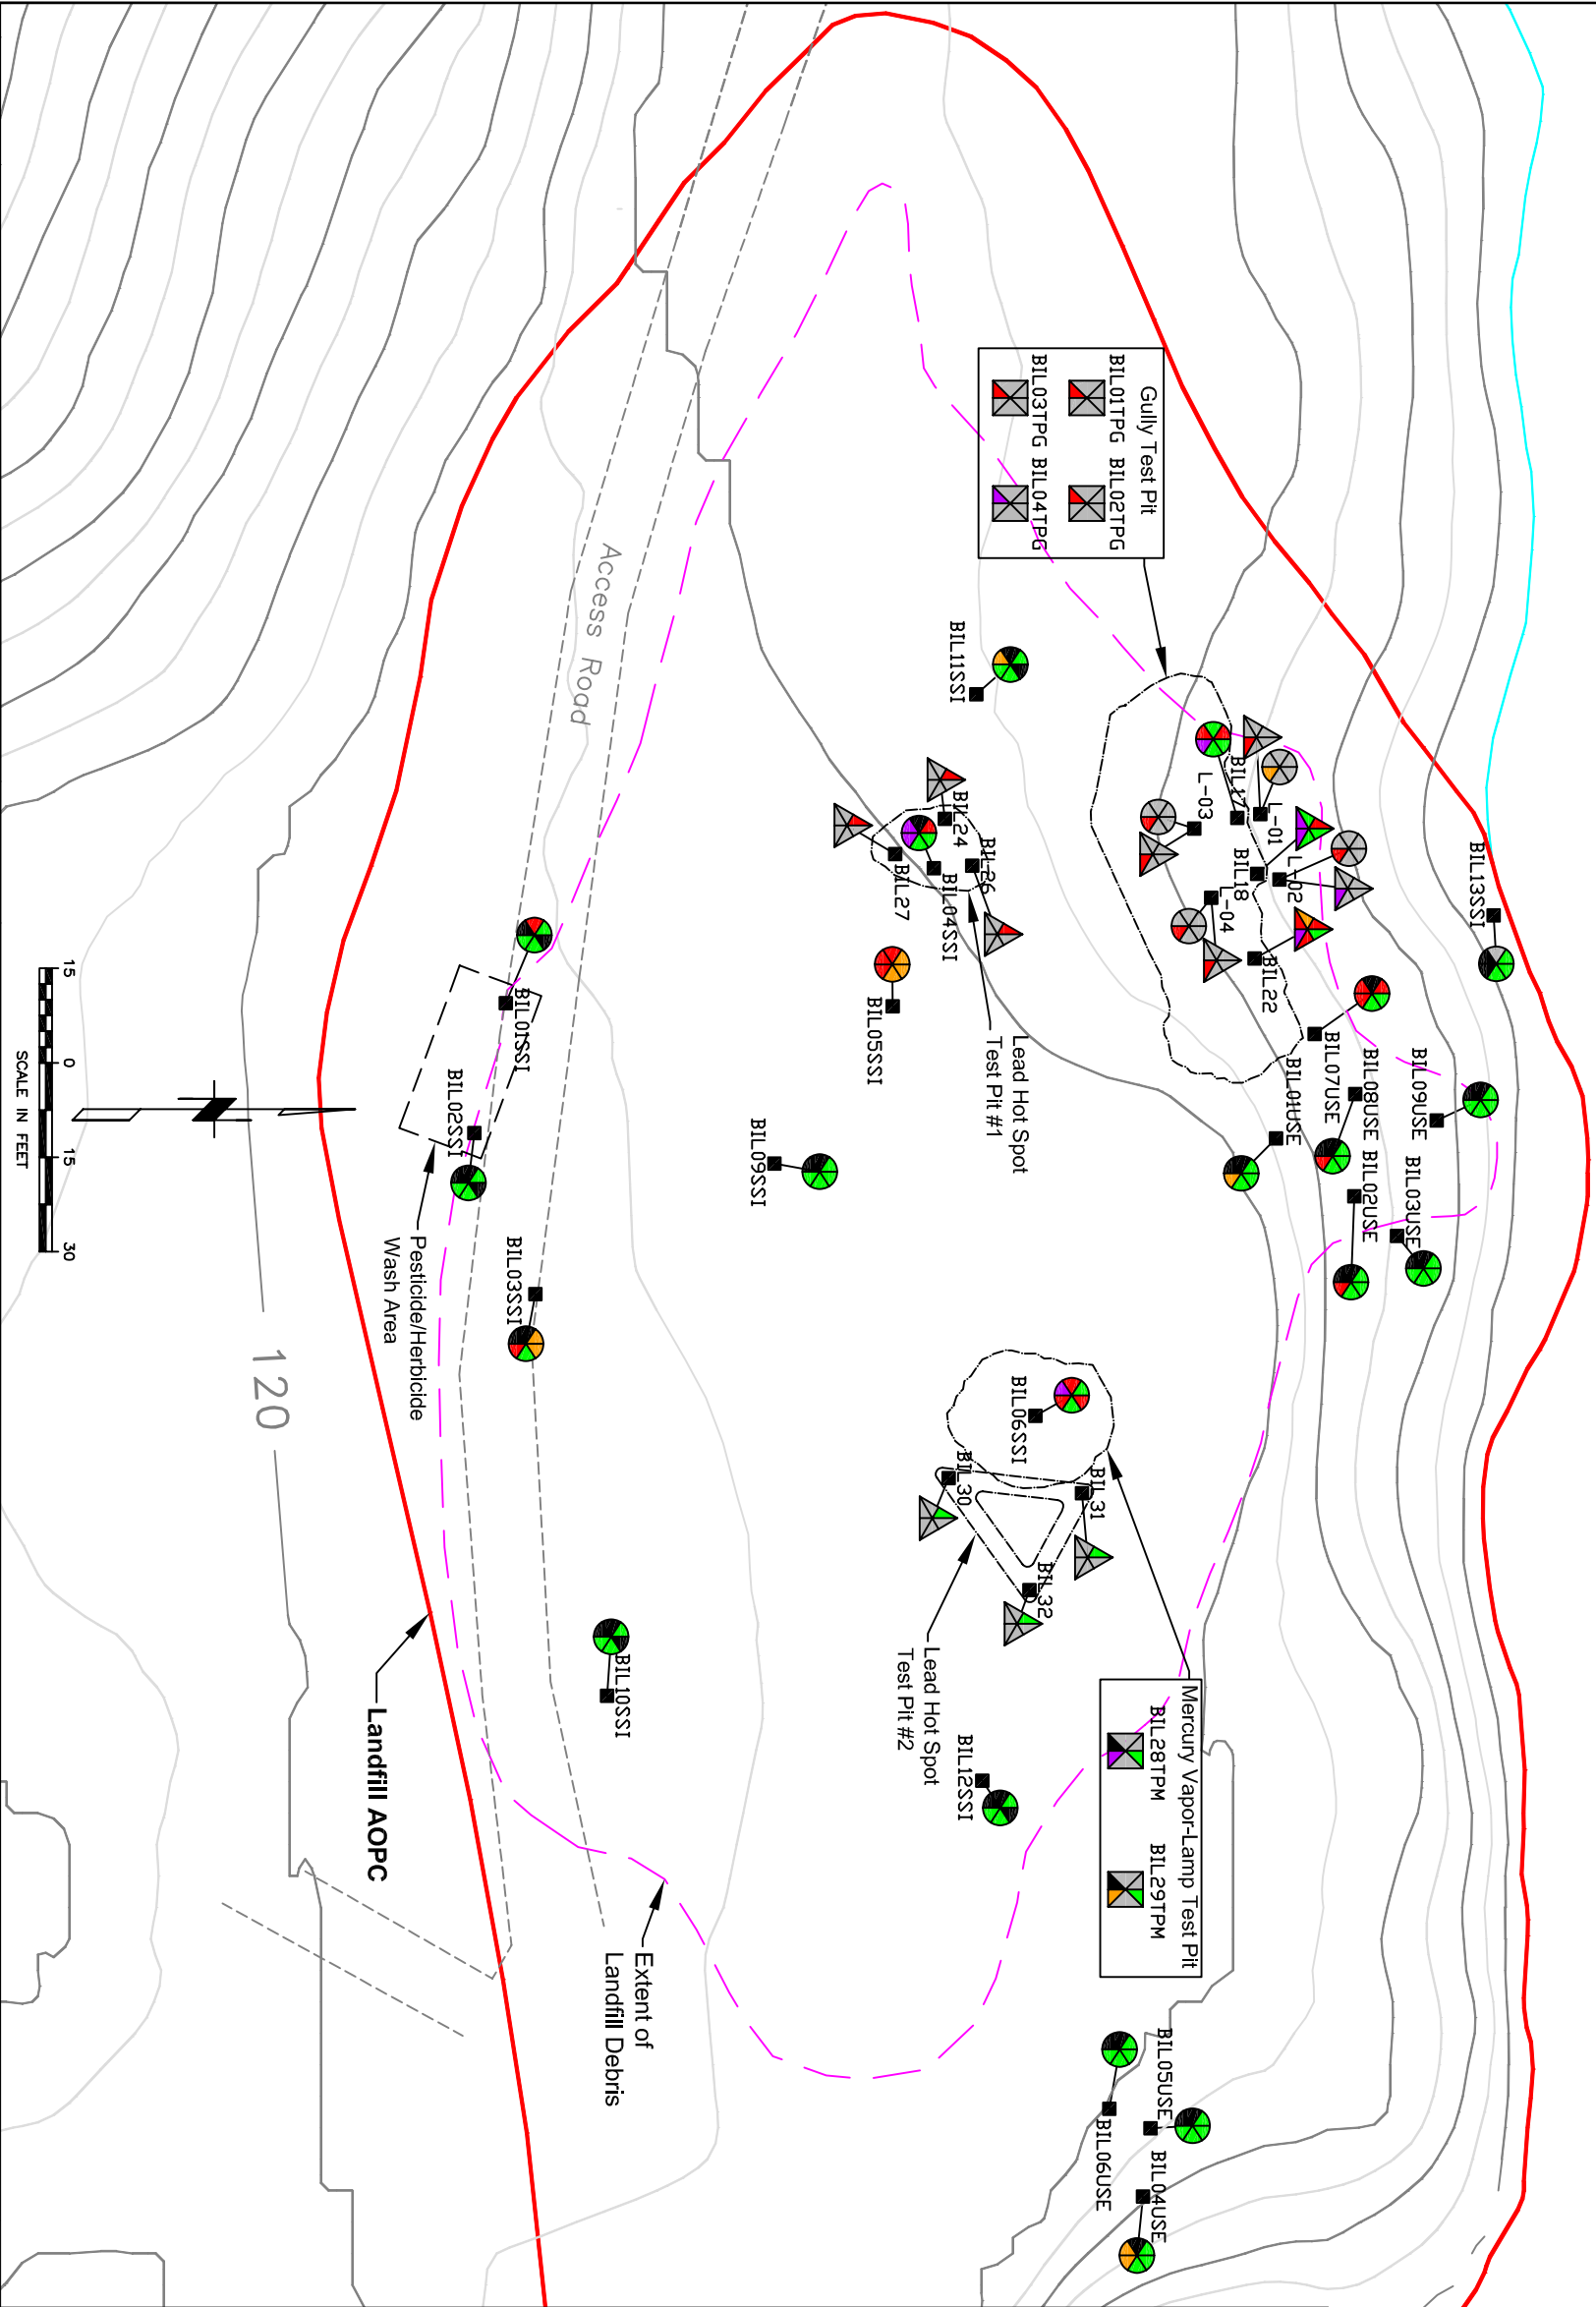 BIL13SSI
BIL09USE
BIL03USE
BIL08USE
BIL02USE
BIL07USE
BIL01USE
Gully Test Pit
BIL01TPG BIL02TPG
BIL03TPG BIL04TPG
BIL17
L-01
L-02
L-03
BIL18
L-04
BIL22
BIL11SSI
BIL24
BIL26
BIL04SSI
BIL27
BIL05SSI
Lead Hot Spot
Test Pit #1
Mercury Vapor-Lamp Test Pit
BIL28TPM BIL29TPM
BIL05USE
BIL04USE
BIL06USE
BIL31
BIL06SSI
BIL32
BIL30
Lead Hot Spot
Test Pit #2
BIL12SSI
BIL09SSI
Access Road
BIL01SSI
BIL02SSI
BIL03SSI
BIL10SSI
Extent of
Landfill Debris
Pesticide/Herbicide
Wash Area
Landfill AOPC
120
15 0 15 30
SCALE IN FEET